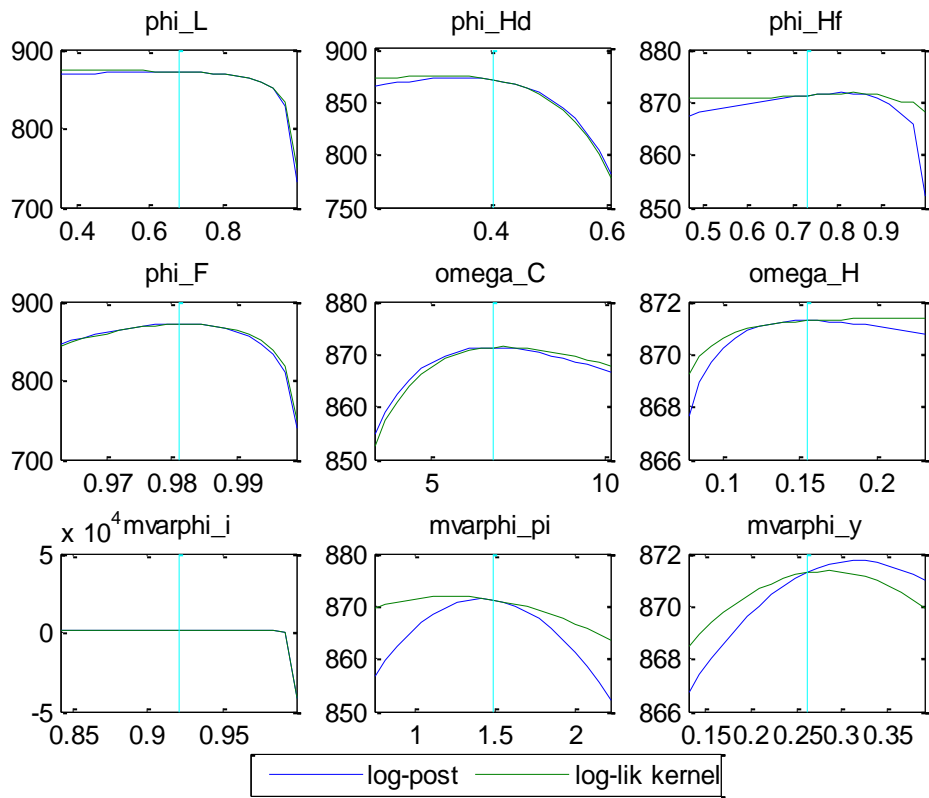 phi_L
phi_Hd
phi_Hf
900
800
700
0.4 0.6 0.8
900
850
800
750
0.4 0.6
880
870
860
850
0.5 0.6 0.7 0.8 0.9
phi_F
omega_C
omega_H
900
800
700
0.97 0.98 0.99
880
870
860
850
5 10
872
870
868
866
0.1 0.15 0.2
x 10^4
mvarphi_i
mvarphi_pi
mvarphi_y
5
0
-5
0.85 0.9 0.95
880
870
860
850
1 1.5 2
872
870
868
866
0.15 0.2 0.25 0.3 0.35
log-post log-lik kernel